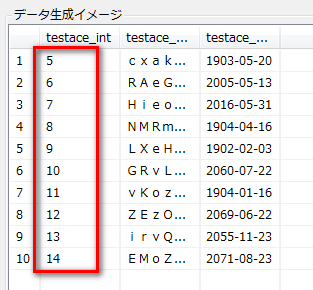 データ生成イメージ
testace_int testace_... testace_...
1 5 ｃｘａｋ... 1903-05-20
2 6 ＲＡｅＧ... 2005-05-13
3 7 Ｈｉｅｏ... 2016-05-31
4 8 ＮＭＲｍ... 1904-04-16
5 9 ＬＸｅＨ... 1902-02-03
6 10 ＧＲｖＬ... 2060-07-22
7 11 ｖＫｏｚ... 1904-01-16
8 12 ＺＥｚＯ... 2069-06-22
9 13 ｉｒｖＱ... 2055-11-23
10 14 ＥＭｏＺ... 2071-08-23